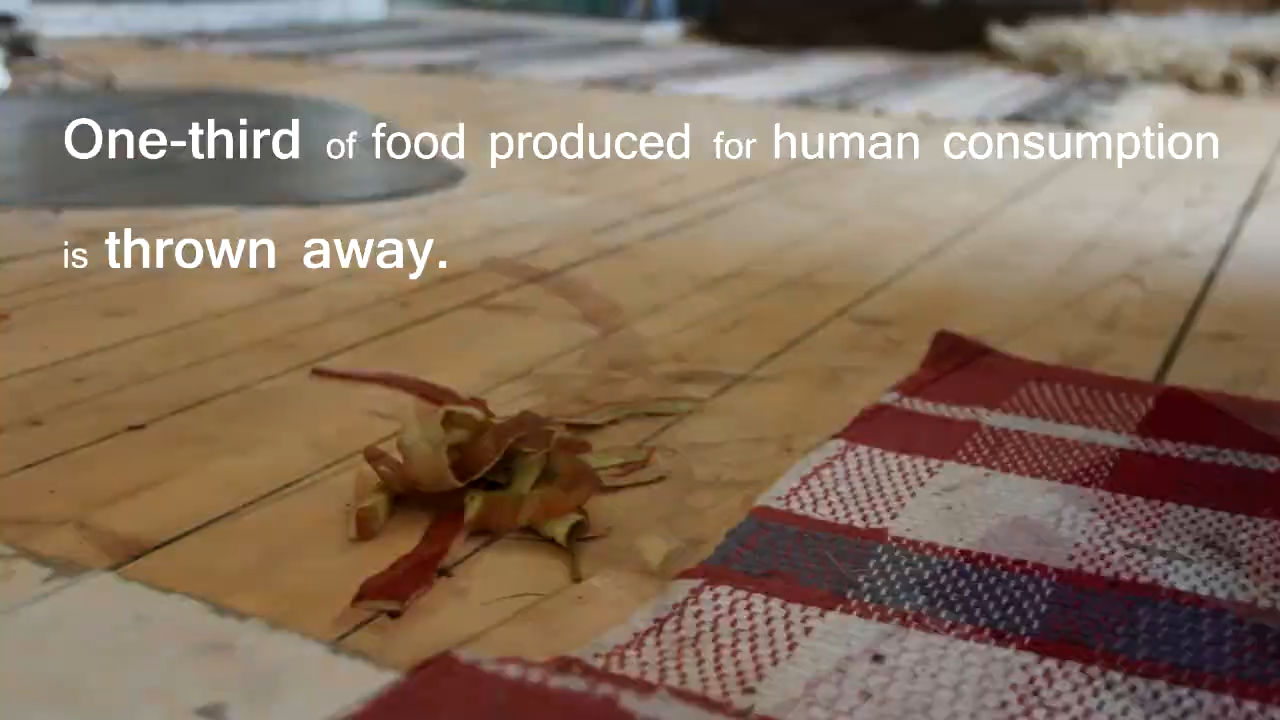 One-third of food produced for human consumption
is thrown away.